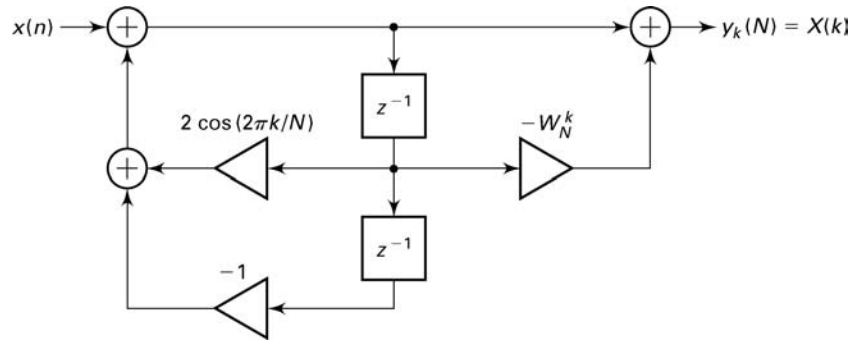 x(n) + + y_k(N) = X(k)
z⁻¹
2 cos (2πk/N) −W_N^k
+
z⁻¹
−1